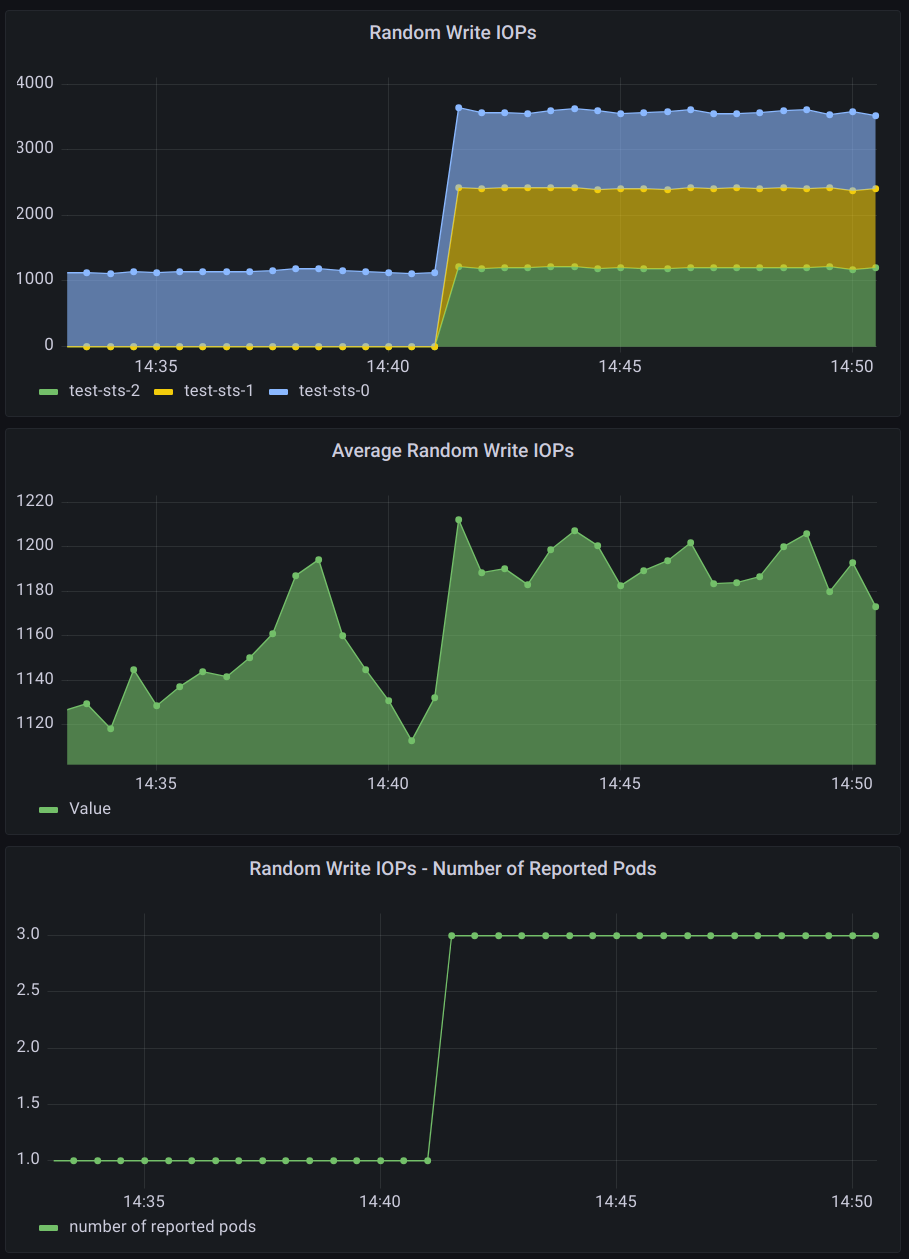 Random Write IOPs
4000
3000
2000
1000
0
14:35 14:40 14:45 14:50
test-sts-2 test-sts-1 test-sts-0
Average Random Write IOPs
1220
1200
1180
1160
1140
1120
14:35 14:40 14:45 14:50
Value
Random Write IOPs - Number of Reported Pods
3.0
2.5
2.0
1.5
1.0
14:35 14:40 14:45 14:50
number of reported pods